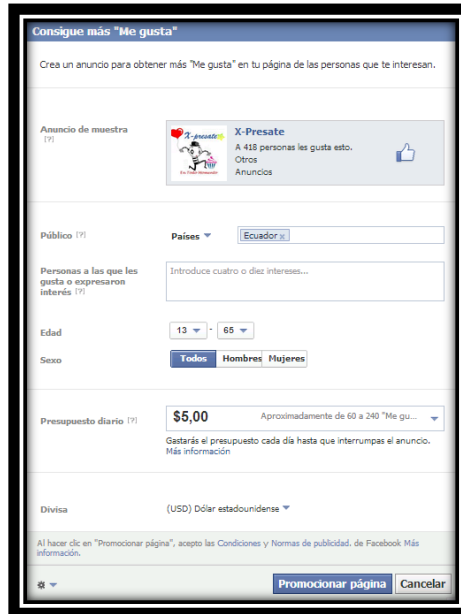 Consigue más "Me gusta"
Crea un anuncio para obtener más "Me gusta" en tu página de las personas que te interesan.
Anuncio de muestra
[?]
X-Presate
X-presate
A 418 personas les gusta esto.
Otros
Anuncios
Público [?]
Países
Ecuador x
Personas a las que les
gusta o expresaron
interés [?]
Introduce cuatro o diez intereses...
Edad
13 - 65
Sexo
Todos Hombres Mujeres
Presupuesto diario [?]
$5,00 Aproximadamente de 60 a 240 "Me gu...
Gastarás el presupuesto cada día hasta que interrumpas el anuncio.
Más información
Divisa
(USD) Dólar estadounidense
Al hacer clic en "Promocionar página", acepto las Condiciones y Normas de publicidad. de Facebook Más
información.
Promocionar página Cancelar